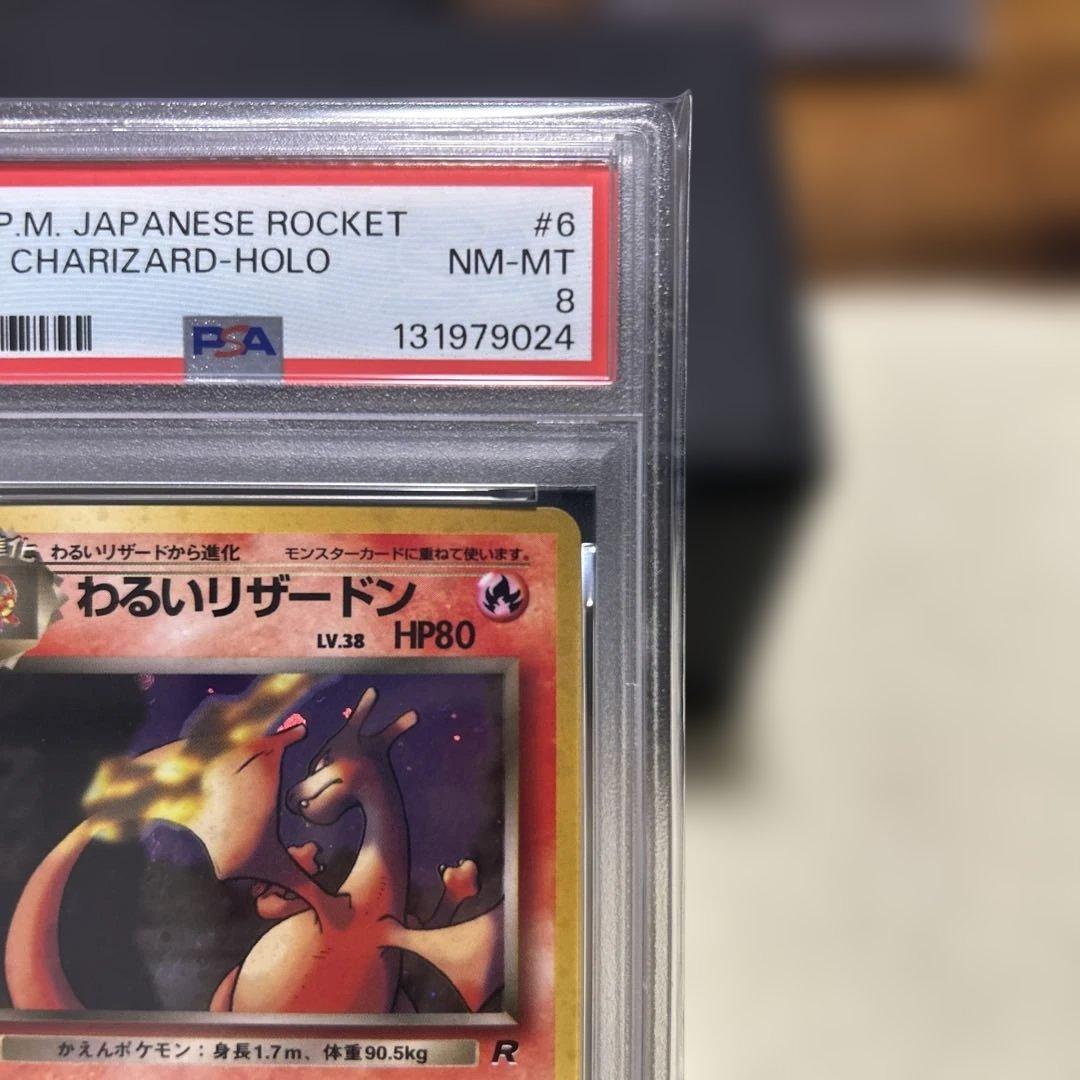 P.M. JAPANESE ROCKET #6
CHARIZARD-HOLO NM-MT
8
PSA 131979024
わるいリザードから進化 モンスターカードに重ねて使います。
わるいリザードン
LV.38 HP80
かえんポケモン：身長1.7m、体重90.5kg R